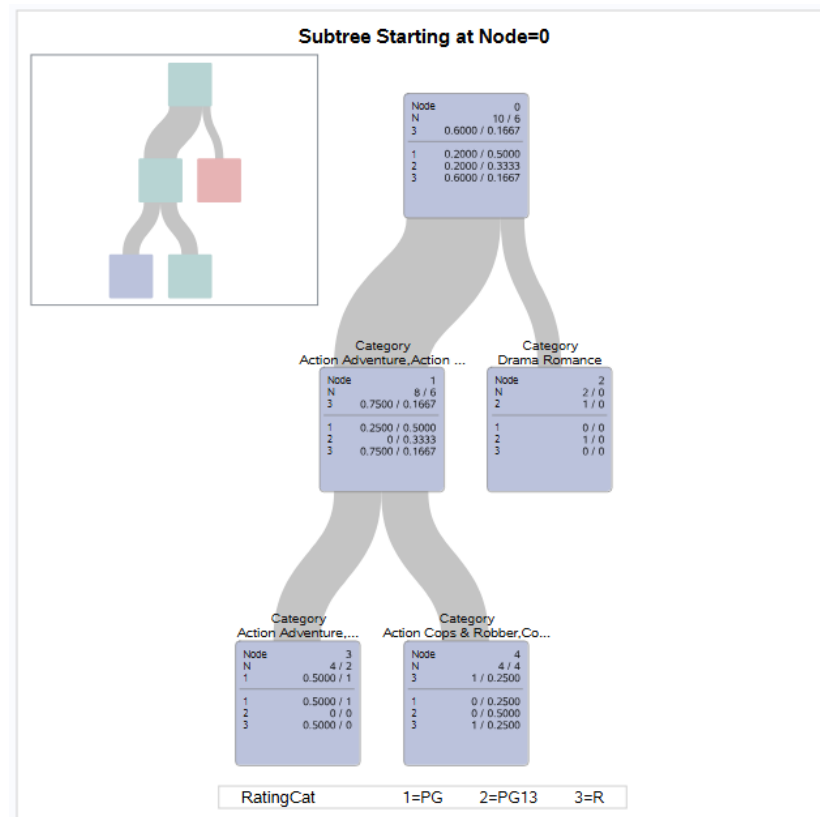 Subtree Starting at Node=0
Node 0
N 10 / 6
3 0.6000 / 0.1667
1 0.2000 / 0.5000
2 0.2000 / 0.3333
3 0.6000 / 0.1667
Category
Action Adventure,Action ...
Node 1
N 8 / 6
3 0.7500 / 0.1667
1 0.2500 / 0.5000
2 0 / 0.3333
3 0.7500 / 0.1667
Category
Drama Romance
Node 2
N 2 / 0
2 1 / 0
1 0 / 0
2 1 / 0
3 0 / 0
Category
Action Adventure,...
Node 3
N 4 / 2
1 0.5000 / 1
1 0.5000 / 1
2 0 / 0
3 0.5000 / 0
Category
Action Cops & Robber,Co...
Node 4
N 4 / 4
3 1 / 0.2500
1 0 / 0.2500
2 0 / 0.5000
3 1 / 0.2500
RatingCat 1=PG 2=PG13 3=R